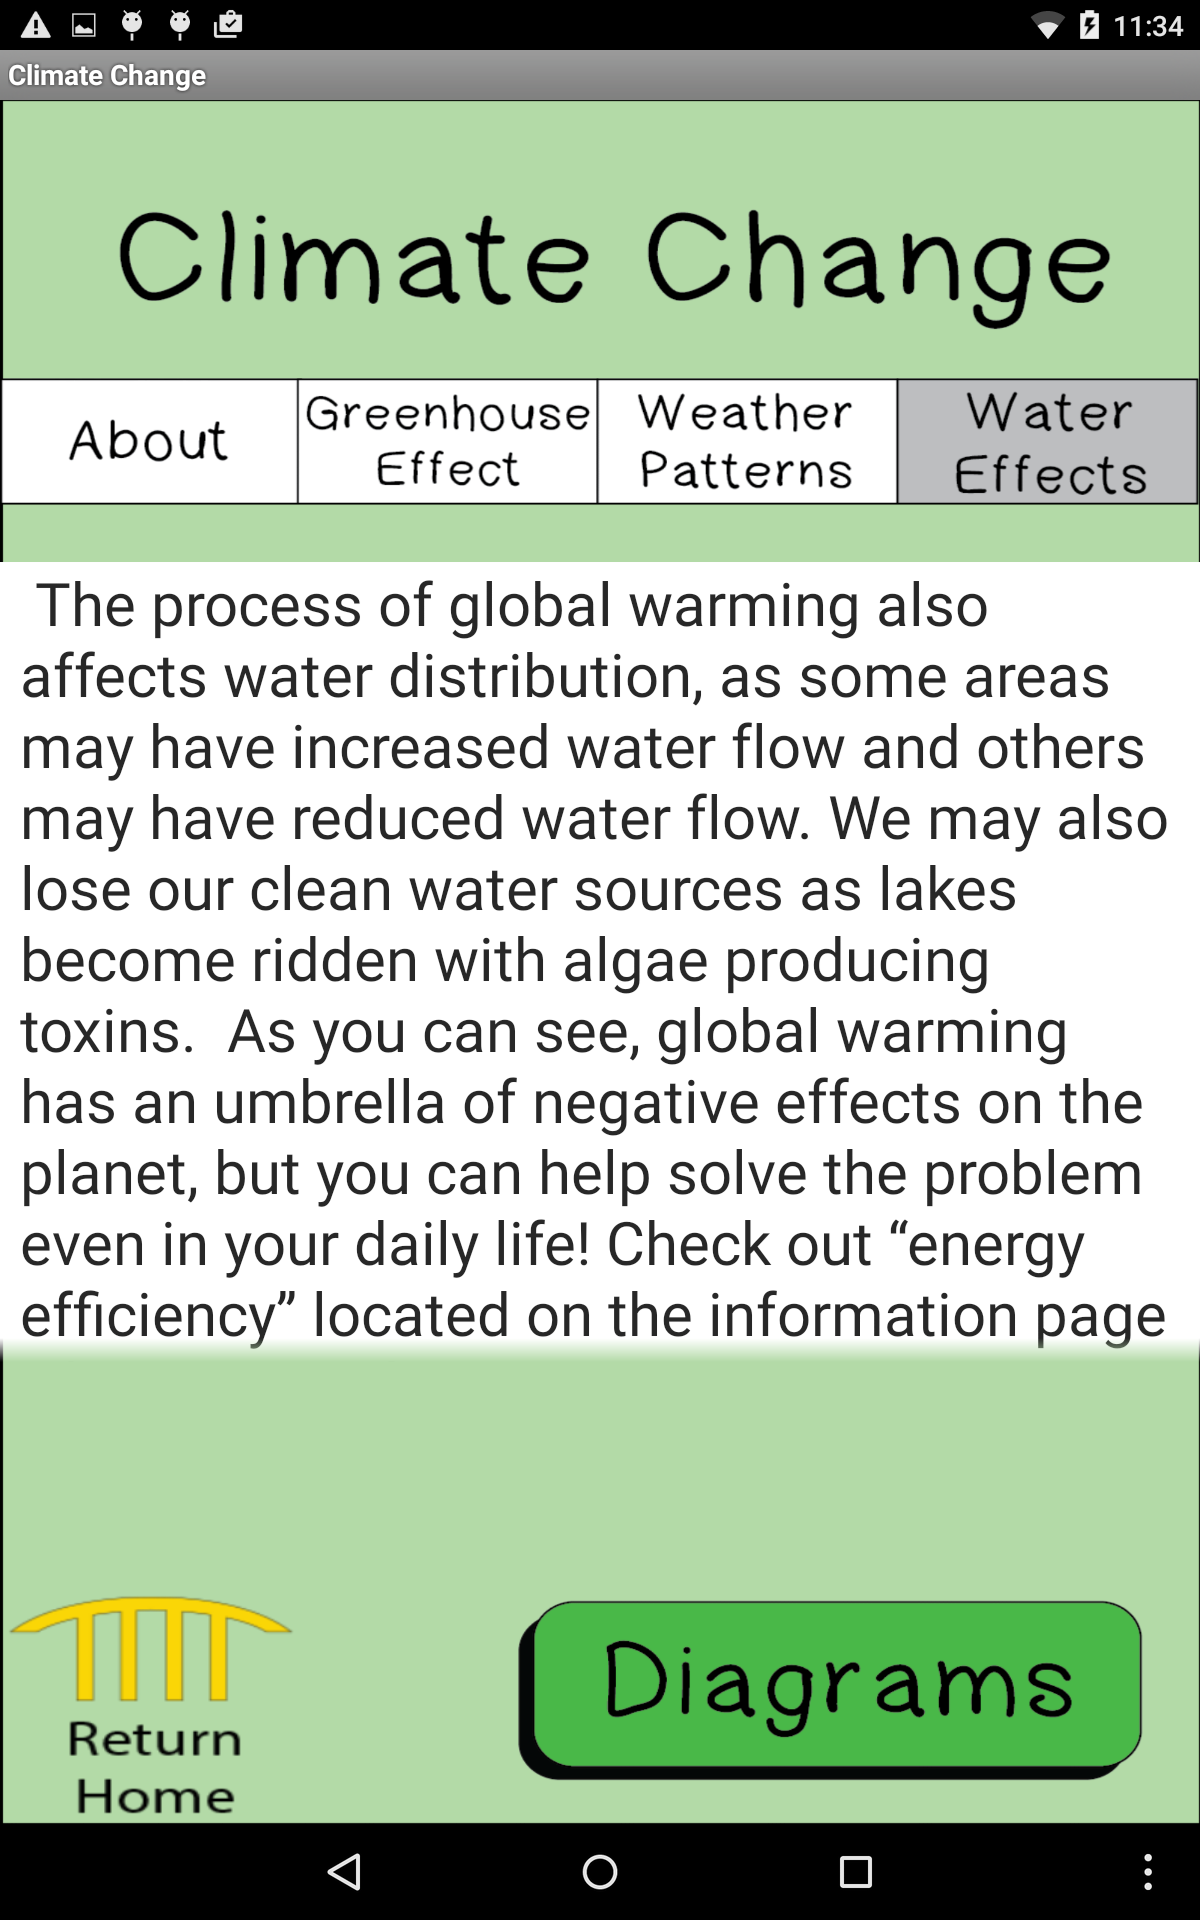 11:34
Climate Change
Climate Change
About
Greenhouse
Effect
Weather
Patterns
Water
Effects
The process of global warming also
affects water distribution, as some areas
may have increased water flow and others
may have reduced water flow. We may also
lose our clean water sources as lakes
become ridden with algae producing
toxins.  As you can see, global warming
has an umbrella of negative effects on the
planet, but you can help solve the problem
even in your daily life! Check out “energy
efficiency” located on the information page
Diagrams
Return
Home